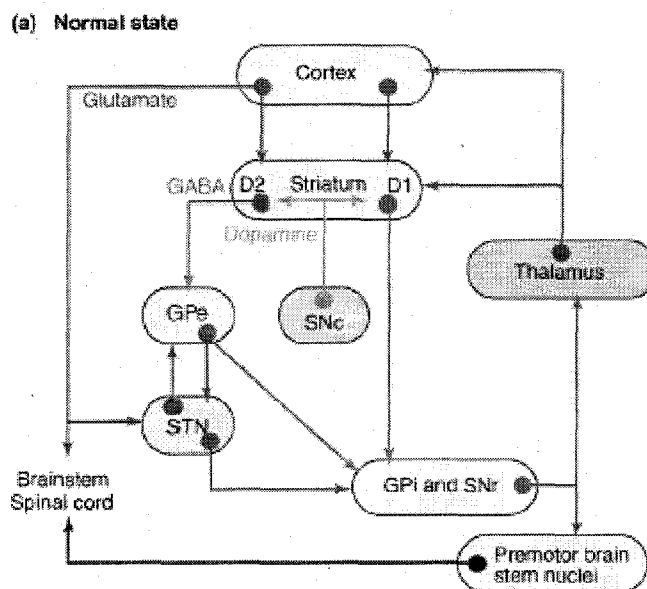 (a) Normal state
Cortex
Glutamate
GABA
D2 Striatum D1
Dopamine
Thalamus
GPe
SNc
STN
GPi and SNr
Brainstem
Spinal cord
Premotor brain
stem nuclei